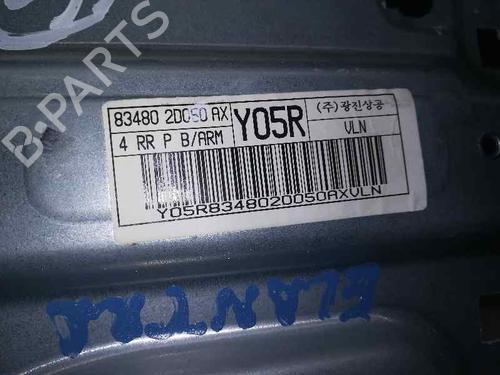 83480 2D050 AX
Y05R
(주)광진상공
4 RR P B/ARM
VLN
Y05R834802D050AXVLN
ELANTRA
B-PARTS